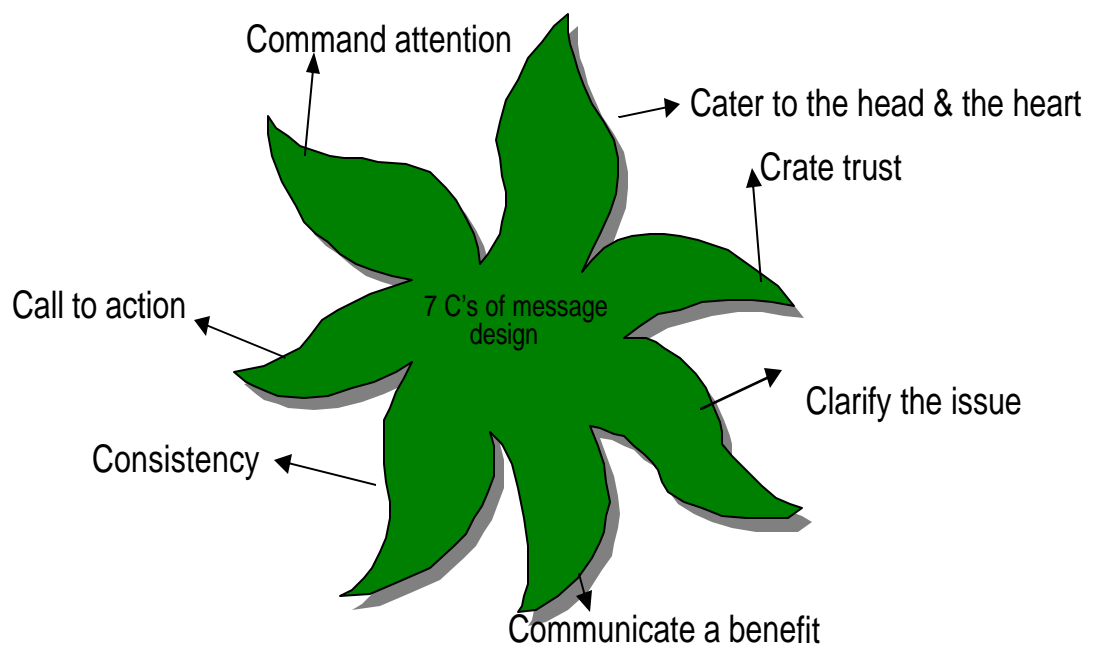 Command attention
Cater to the head & the heart
Crate trust
Call to action
7 C's of message
design
Clarify the issue
Consistency
Communicate a benefit